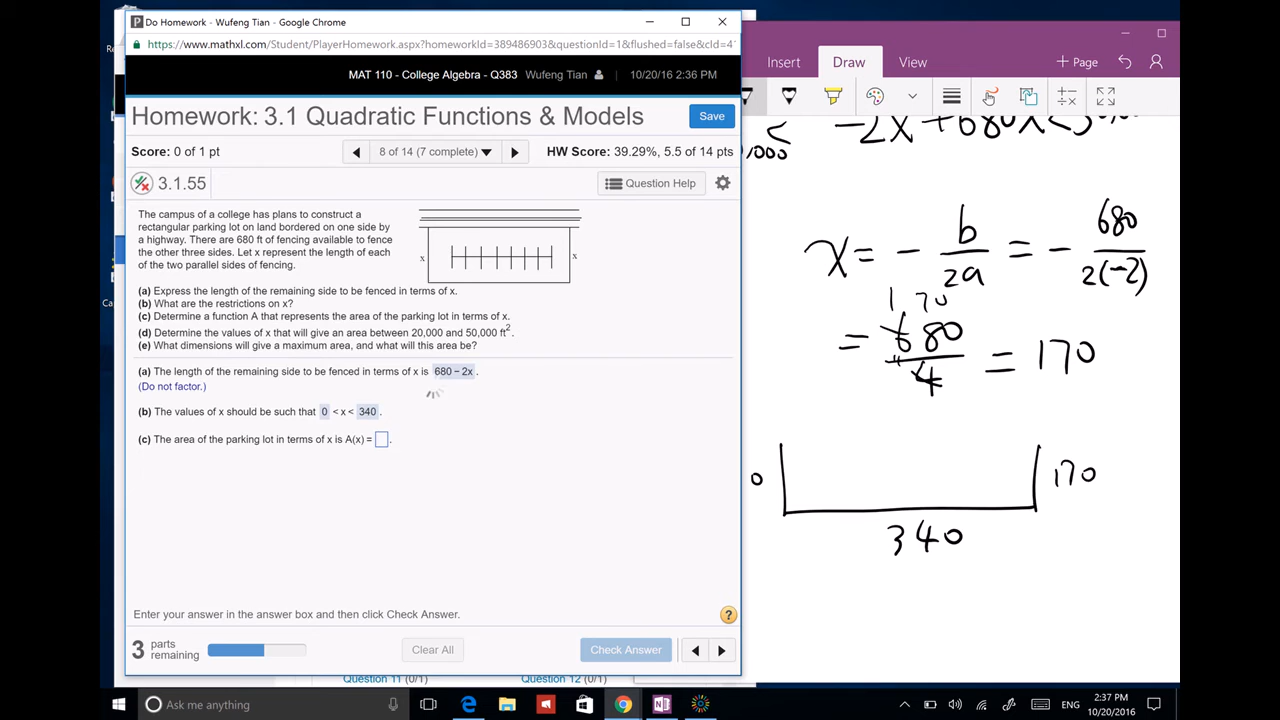 Do Homework - Wufeng Tian - Google Chrome
https://www.mathxl.com/Student/PlayerHomework.aspx?homeworkId=389486903&questionId=1&flushed=false&cId=4
MAT 110 - College Algebra - Q383 Wufeng Tian 10/20/16 2:36 PM
Homework: 3.1 Quadratic Functions & Models Save
Score: 0 of 1 pt 8 of 14 (7 complete) HW Score: 39.29%, 5.5 of 14 pts
3.1.55 Question Help
The campus of a college has plans to construct a
rectangular parking lot on land bordered on one side by
a highway. There are 680 ft of fencing available to fence
the other three sides. Let x represent the length of each
of the two parallel sides of fencing.
x x
(a) Express the length of the remaining side to be fenced in terms of x.
(b) What are the restrictions on x?
(c) Determine a function A that represents the area of the parking lot in terms of x.
(d) Determine the values of x that will give an area between 20,000 and 50,000 ft².
(e) What dimensions will give a maximum area, and what will this area be?
(a) The length of the remaining side to be fenced in terms of x is 680 − 2x .
(Do not factor.)
(b) The values of x should be such that 0 < x < 340 .
(c) The area of the parking lot in terms of x is A(x) = .
Enter your answer in the answer box and then click Check Answer.
?
3 parts remaining Clear All Check Answer
Question 11 (0/1) Question 12 (0/1)
Insert Draw View + Page
x = - b/2a = - 680/2(-2)
170
= 680/4 = 170
170
340
Ask me anything
ENG
2:37 PM
10/20/2016